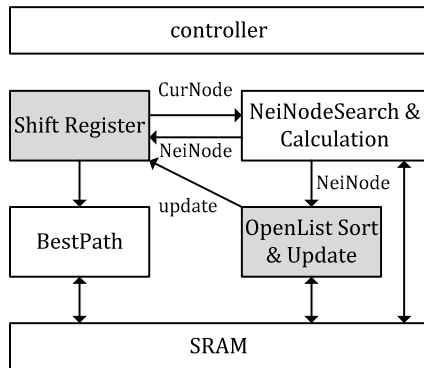 controller
CurNode
Shift Register
NeiNodeSearch &
Calculation
NeiNode
NeiNode
update
BestPath
OpenList Sort
& Update
SRAM